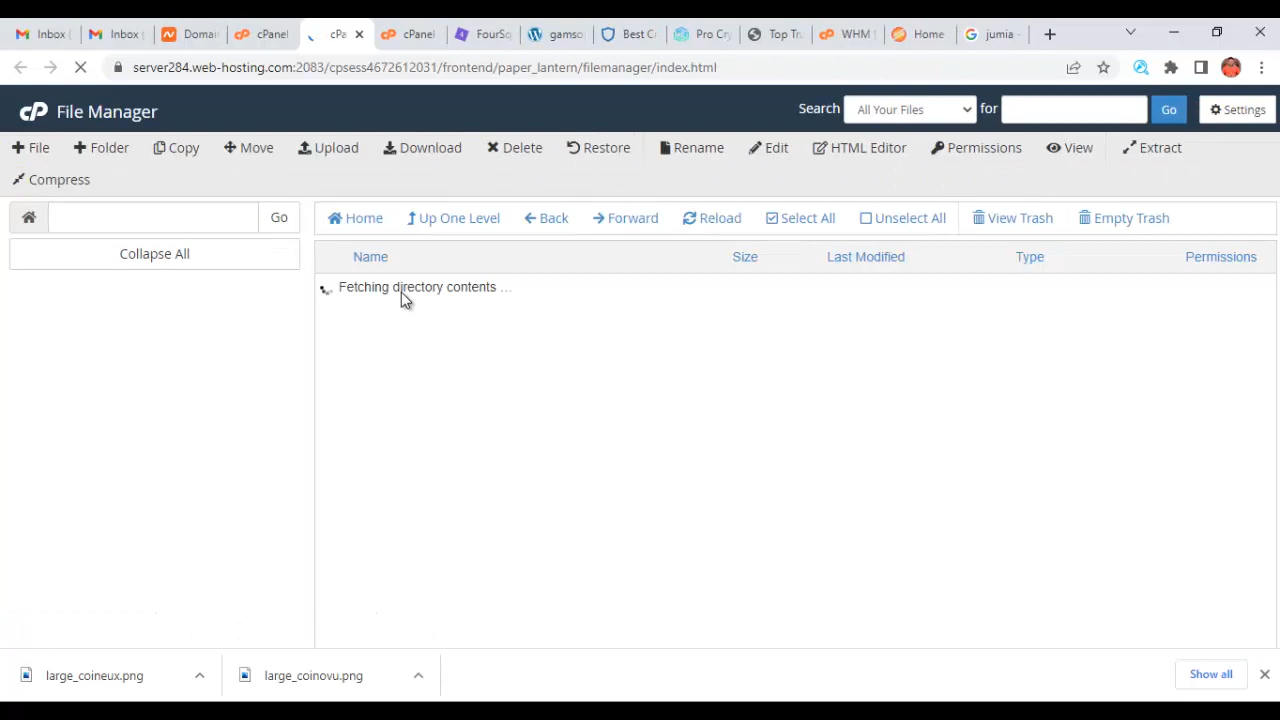 Inbox ( Inbox ( Domai cPanel cPa cPanel FourSq gamso Best C Pro Cry Top Tr WHM Home jumia -
server284.web-hosting.com:2083/cpsess4672612031/frontend/paper_lantern/filemanager/index.html
cP File Manager Search All Your Files for Go Settings
File Folder Copy Move Upload Download Delete Restore Rename Edit HTML Editor Permissions View Extract
Compress
Go Home Up One Level Back Forward Reload Select All Unselect All View Trash Empty Trash
Collapse All
Name Size Last Modified Type Permissions
Fetching directory contents ...
large_coineux.png large_coinovu.png Show all